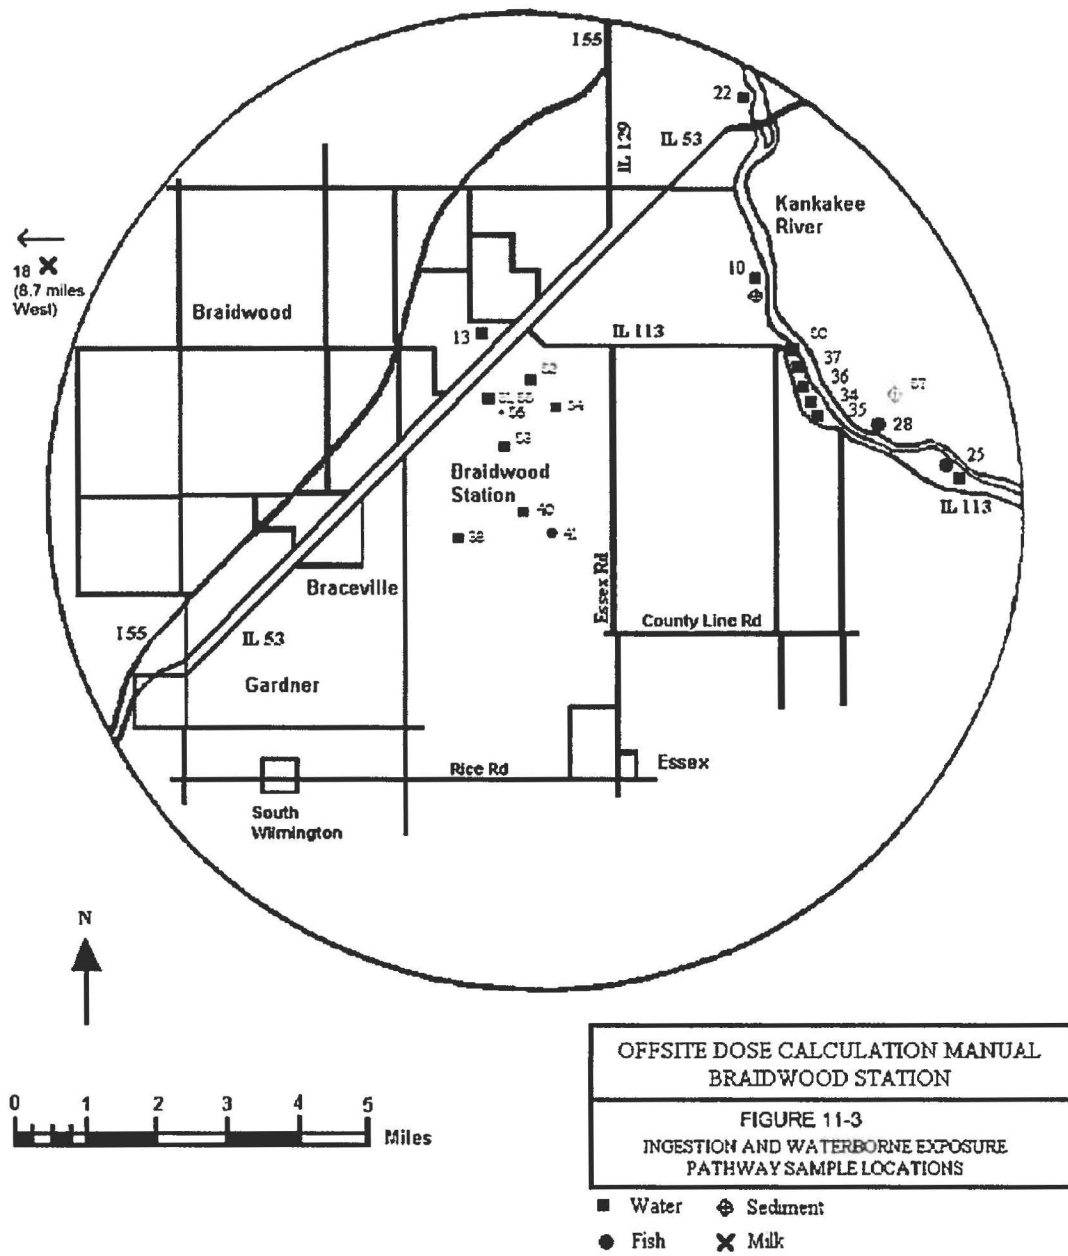 I 55
22
IL 129
IL 53
Kankakee
River
18
(8.7 miles
West)
10
Braidwood
13
IL 113
37
36
34
35
28
25
Braidwood
Station
40
41
IL 113
Essex Rd
Braceville
County Line Rd
I 55
IL 53
Gardner
Rice Rd
Essex
South
Wilmington
N
0 1 2 3 4 5
Miles
OFFSITE DOSE CALCULATION MANUAL
BRAIDWOOD STATION
FIGURE 11-3
INGESTION AND WATERBORNE EXPOSURE
PATHWAY SAMPLE LOCATIONS
Water
Sediment
Fish
Milk